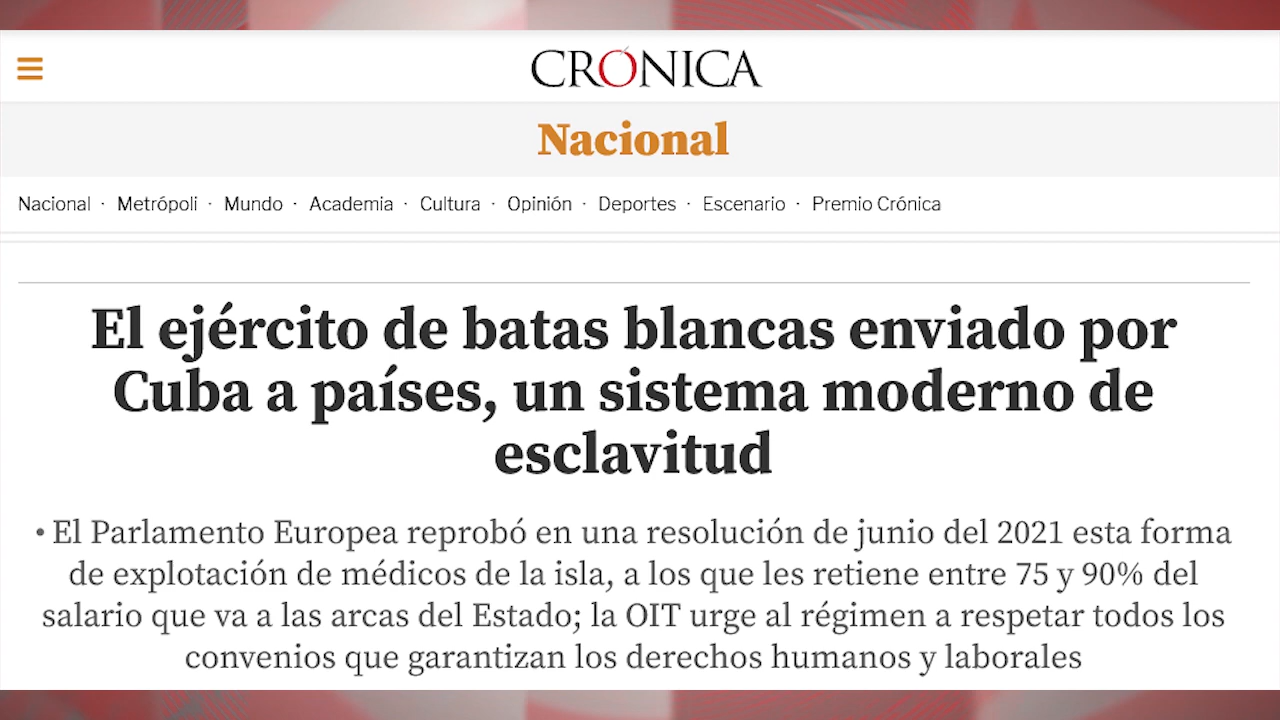 CRÓNICA
Nacional
Nacional · Metrópoli · Mundo · Academia · Cultura · Opinión · Deportes · Escenario · Premio Crónica
El ejército de batas blancas enviado por
Cuba a países, un sistema moderno de
esclavitud
• El Parlamento Europea reprobó en una resolución de junio del 2021 esta forma
de explotación de médicos de la isla, a los que les retiene entre 75 y 90% del
salario que va a las arcas del Estado; la OIT urge al régimen a respetar todos los
convenios que garantizan los derechos humanos y laborales